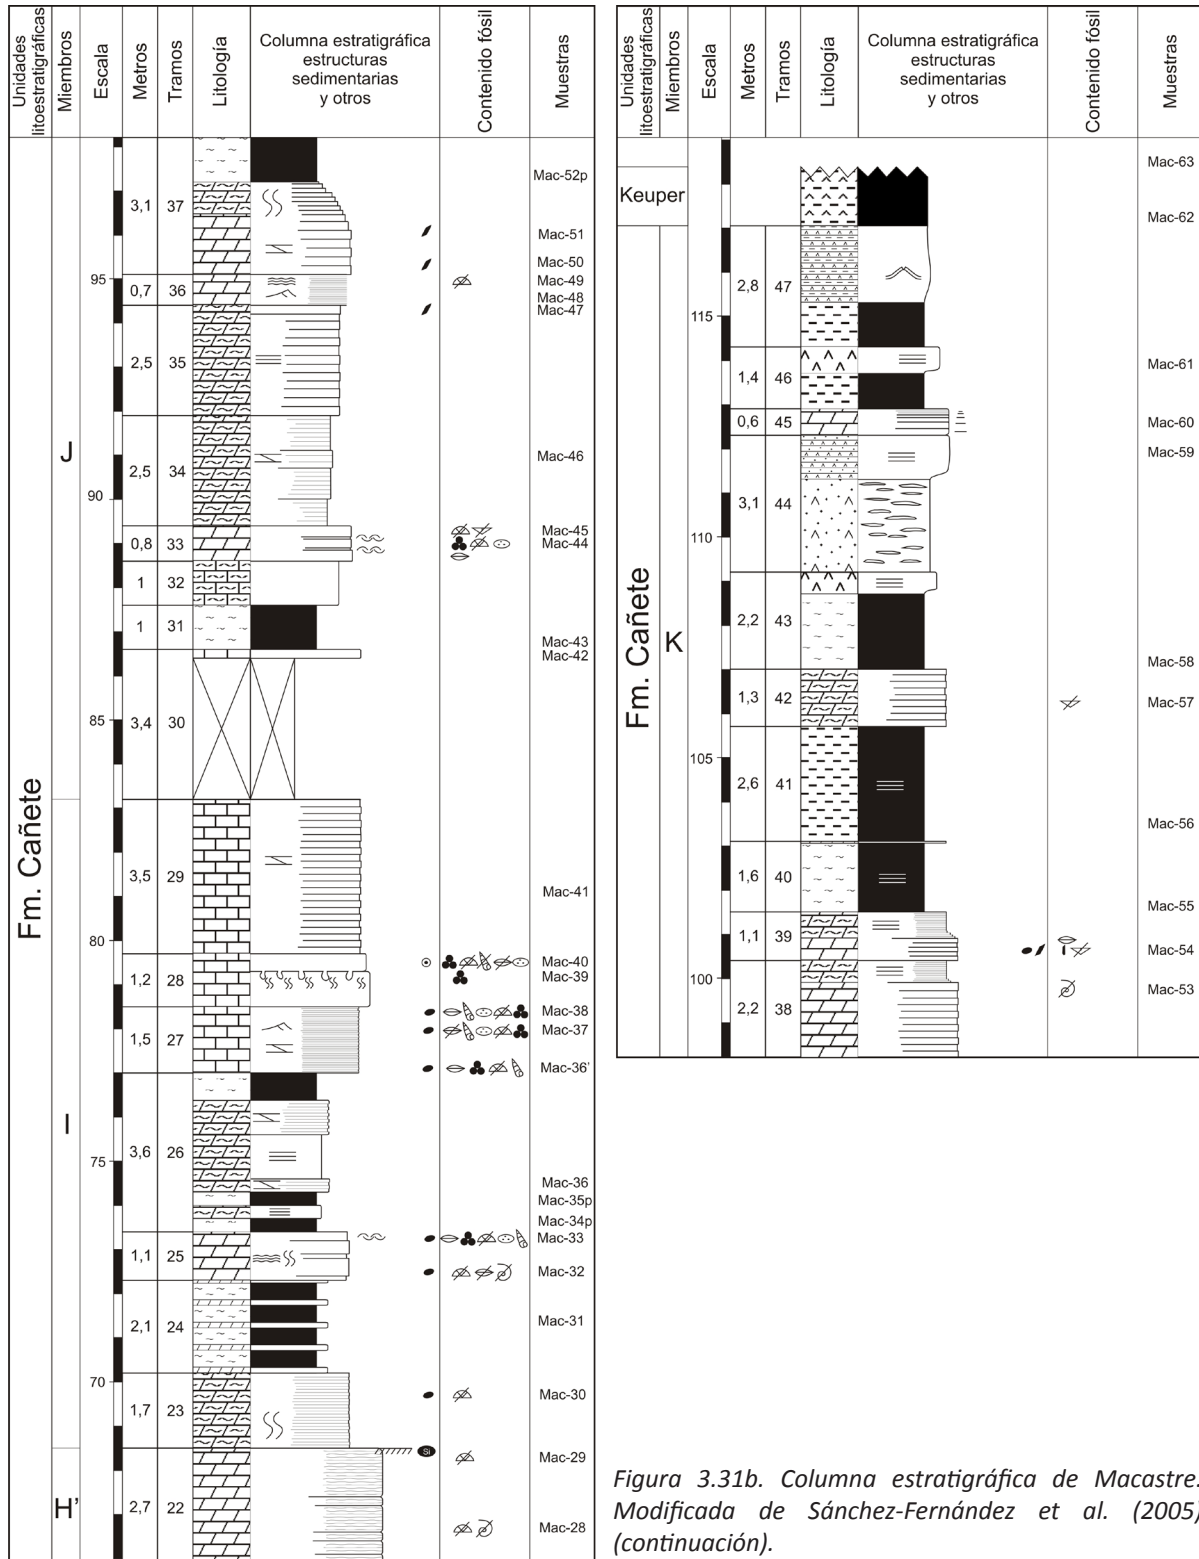 Unidades
litoestratigráficas
Miembros
Escala
Metros
Tramos
Litología
Columna estratigráfica
estructuras
sedimentarias
y otros
Contenido fósil
Muestras
Fm. Cañete
J
I
H'
95
90
85
80
75
70
3,1 37
0,7 36
2,5 35
2,5 34
0,8 33
1 32
1 31
3,4 30
3,5 29
1,2 28
1,5 27
3,6 26
1,1 25
2,1 24
1,7 23
2,7 22
Si
Mac-52p
Mac-51
Mac-50
Mac-49
Mac-48
Mac-47
Mac-46
Mac-45
Mac-44
Mac-43
Mac-42
Mac-41
Mac-40
Mac-39
Mac-38
Mac-37
Mac-36'
Mac-36
Mac-35p
Mac-34p
Mac-33
Mac-32
Mac-31
Mac-30
Mac-29
Mac-28
Unidades
litoestratigráficas
Miembros
Escala
Metros
Tramos
Litología
Columna estratigráfica
estructuras
sedimentarias
y otros
Contenido fósil
Muestras
Keuper
Fm. Cañete
K
115
110
105
100
2,8 47
1,4 46
0,6 45
3,1 44
2,2 43
1,3 42
2,6 41
1,6 40
1,1 39
2,2 38
Mac-63
Mac-62
Mac-61
Mac-60
Mac-59
Mac-58
Mac-57
Mac-56
Mac-55
Mac-54
Mac-53
Figura 3.31b. Columna estratigráfica de Macastre.
Modificada de Sánchez-Fernández et al. (2005)
(continuación).